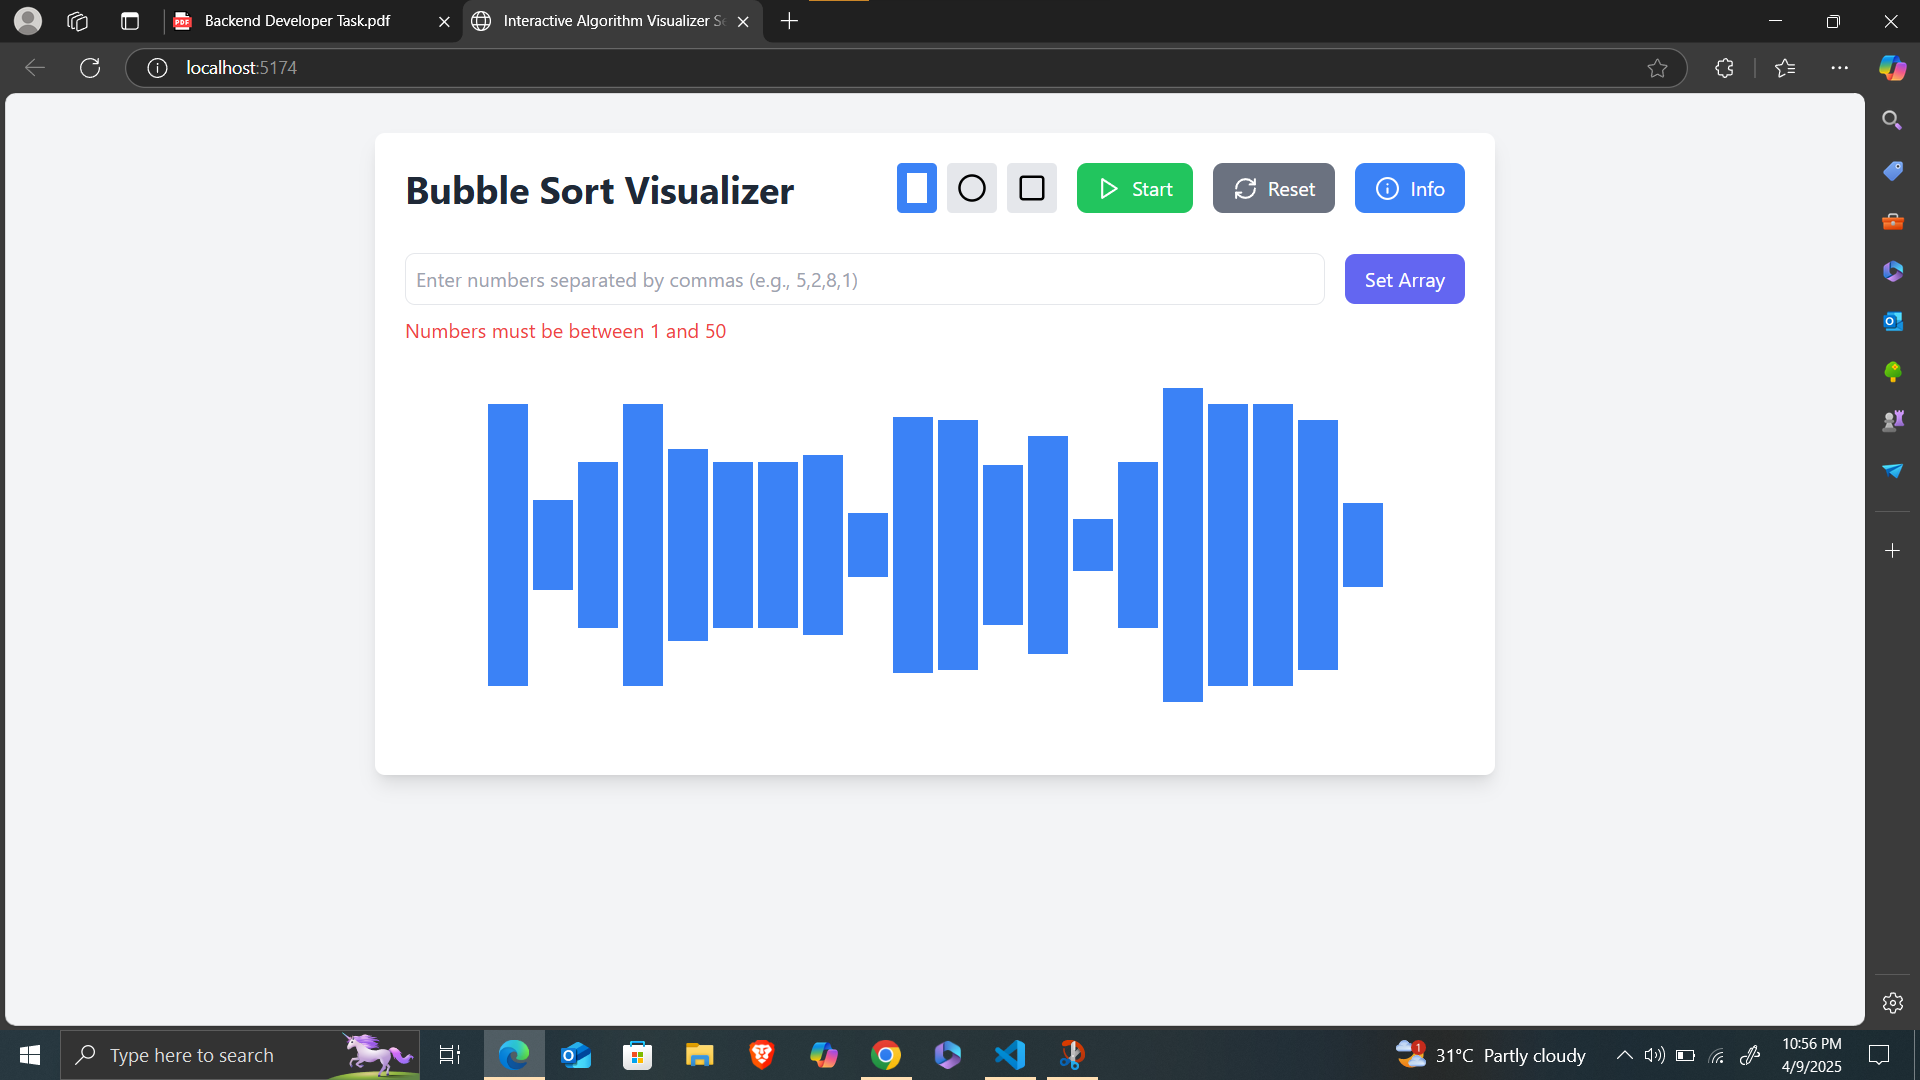 Backend Developer Task.pdf
Interactive Algorithm Visualizer Se
localhost:5174
Bubble Sort Visualizer
Start
Reset
Info
Enter numbers separated by commas (e.g., 5,2,8,1)
Set Array
Numbers must be between 1 and 50
Type here to search
1
31°C Partly cloudy
10:56 PM
4/9/2025